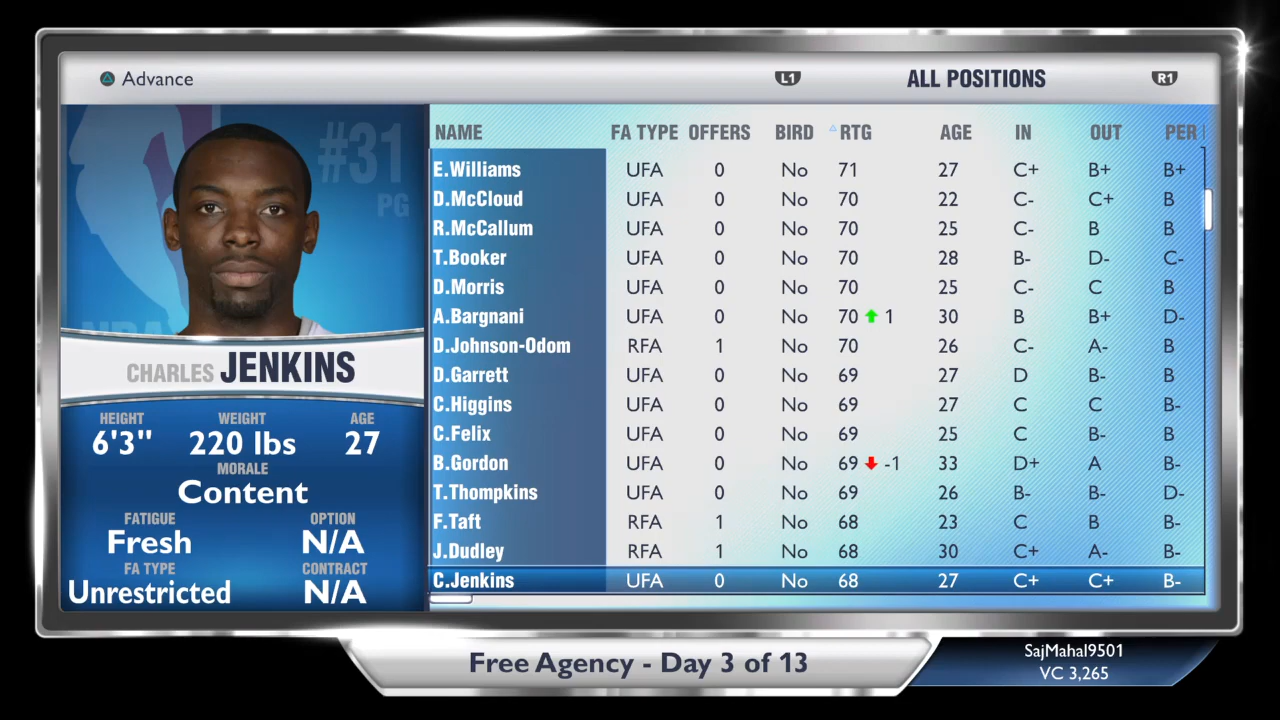 Advance
L1
ALL POSITIONS
R1
#31
PG
NBA
CHARLES JENKINS
HEIGHT WEIGHT AGE
6'3" 220 lbs 27
MORALE
Content
FATIGUE OPTION
Fresh N/A
FA TYPE CONTRACT
Unrestricted N/A
NAME FA TYPE OFFERS BIRD RTG AGE IN OUT PER
E.Williams UFA 0 No 71 27 C+ B+ B+
D.McCloud UFA 0 No 70 22 C- C+ B
R.McCallum UFA 0 No 70 25 C- B B
T.Booker UFA 0 No 70 28 B- D- C-
D.Morris UFA 0 No 70 25 C- C B
A.Bargnani UFA 0 No 70 1 30 B B+ D-
D.Johnson-Odom RFA 1 No 70 26 C- A- B
D.Garrett UFA 0 No 69 27 D B- B
C.Higgins UFA 0 No 69 27 C C B-
C.Felix UFA 0 No 69 25 C B- B
B.Gordon UFA 0 No 69 -1 33 D+ A B-
T.Thompkins UFA 0 No 69 26 B- B- D-
F.Taft RFA 1 No 68 23 C B B-
J.Dudley RFA 1 No 68 30 C+ A- B-
C.Jenkins UFA 0 No 68 27 C+ C+ B-
Free Agency - Day 3 of 13
SajMahal9501
VC 3,265